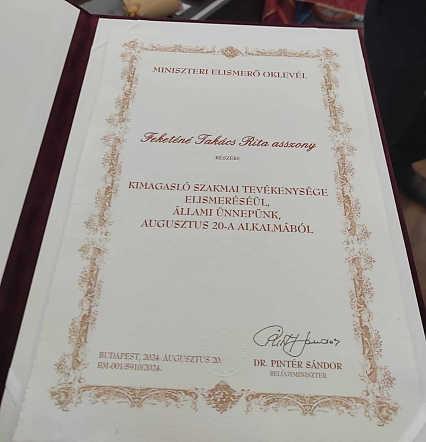 MINISZTERI ELISMERŐ OKLEVÉL
Feketéné Takács Rita asszony
RÉSZÉRE
KIMAGASLÓ SZAKMAI TEVÉKENYSÉGE
ELISMERÉSÉÜL,
ÁLLAMI ÜNNEPÜNK,
AUGUSZTUS 20-A ALKALMÁBÓL
BUDAPEST, 2024. AUGUSZTUS 20.
BM-001/5910/2024.
DR. PINTÉR SÁNDOR
BELÜGYMINISZTER